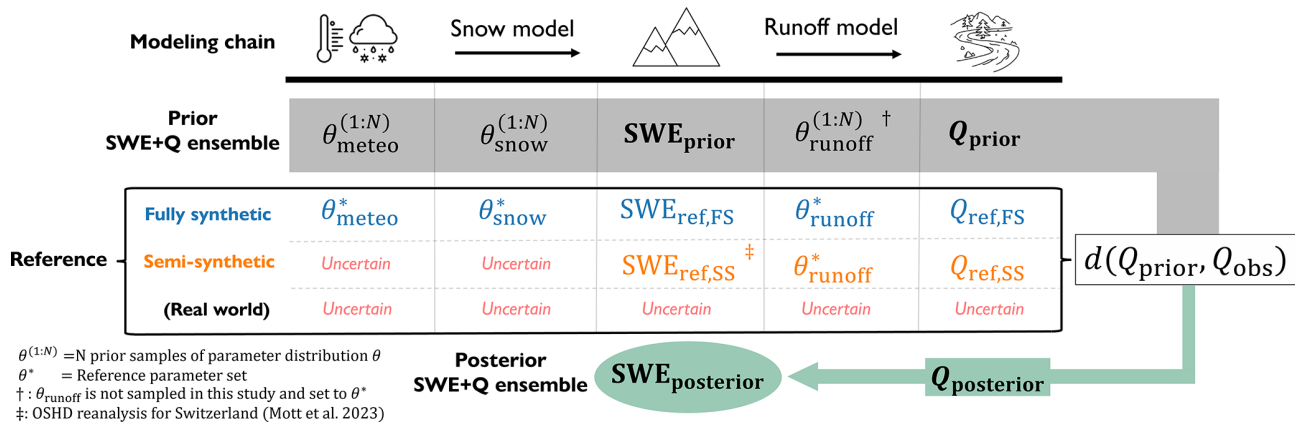 Modeling chain
Snow model
Runoff model
Prior
SWE+Q ensemble
θ_meteo^(1:N)
θ_snow^(1:N)
SWE_prior
θ_runoff^(1:N) †
Q_prior
Reference
Fully synthetic
θ*_meteo
θ*_snow
SWE_ref,FS
θ*_runoff
Q_ref,FS
Semi-synthetic
Uncertain
Uncertain
SWE_ref,SS ‡
θ*_runoff
Q_ref,SS
(Real world)
Uncertain
Uncertain
Uncertain
Uncertain
Uncertain
d(Q_prior, Q_obs)
Posterior
SWE+Q ensemble
SWE_posterior
Q_posterior
θ^(1:N) =N prior samples of parameter distribution θ
θ* = Reference parameter set
† : θ_runoff is not sampled in this study and set to θ*
‡: OSHD reanalysis for Switzerland (Mott et al. 2023)